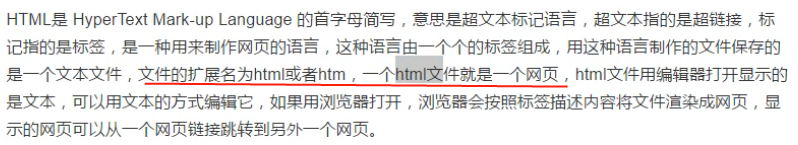 HTML是 HyperText Mark-up Language 的首字母简写，意思是超文本标记语言，超文本指的是超链接，标
记指的是标签，是一种用来制作网页的语言，这种语言由一个个的标签组成，用这种语言制作的文件保存的
是一个文本文件，文件的扩展名为html或者htm，一个html文件就是一个网页，html文件用编辑器打开显示的
是文本，可以用文本的方式编辑它，如果用浏览器打开，浏览器会按照标签描述内容将文件渲染成网页，显
示的网页可以从一个网页链接跳转到另外一个网页。